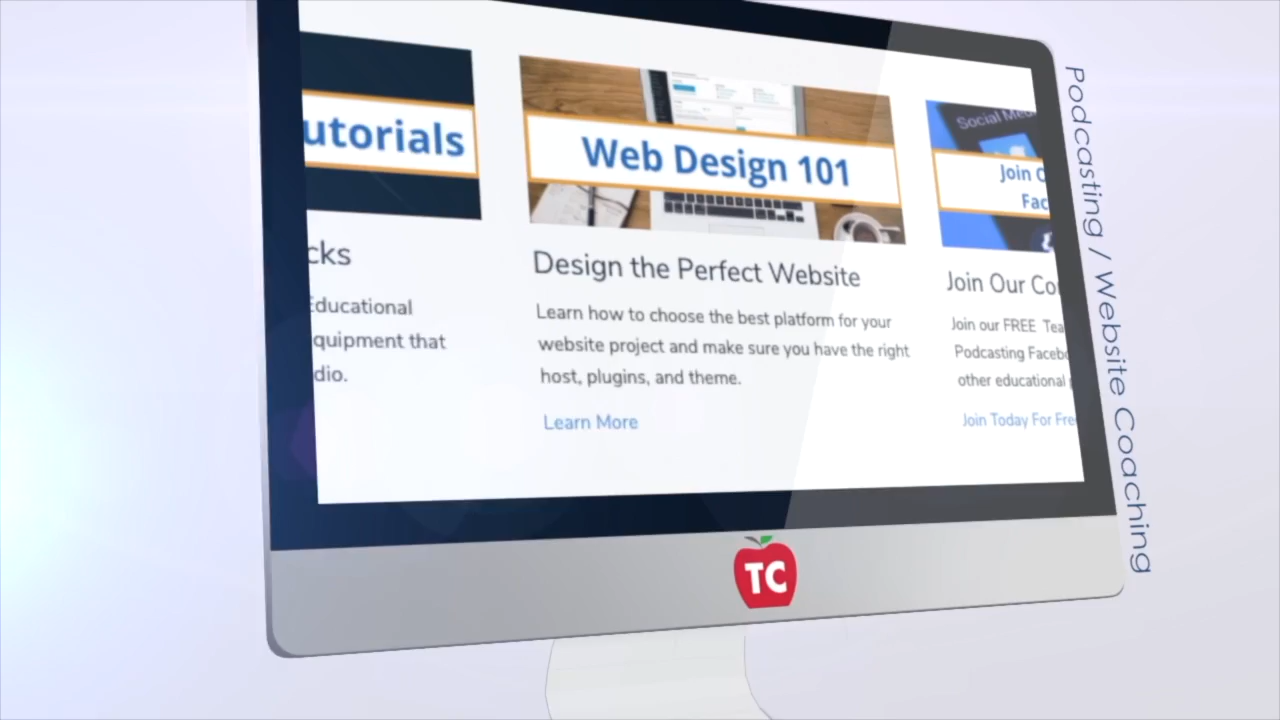 utorials
cks
Educational
quipment that
dio.
Web Design 101
Design the Perfect Website
Learn how to choose the best platform for your
website project and make sure you have the right
host, plugins, and theme.
Learn More
Social Med
Join O
Fac
Join Our Co
Join our FREE Tea
Podcasting Facebo
other educational
Join Today For Free
TC
Podcasting / Website Coaching